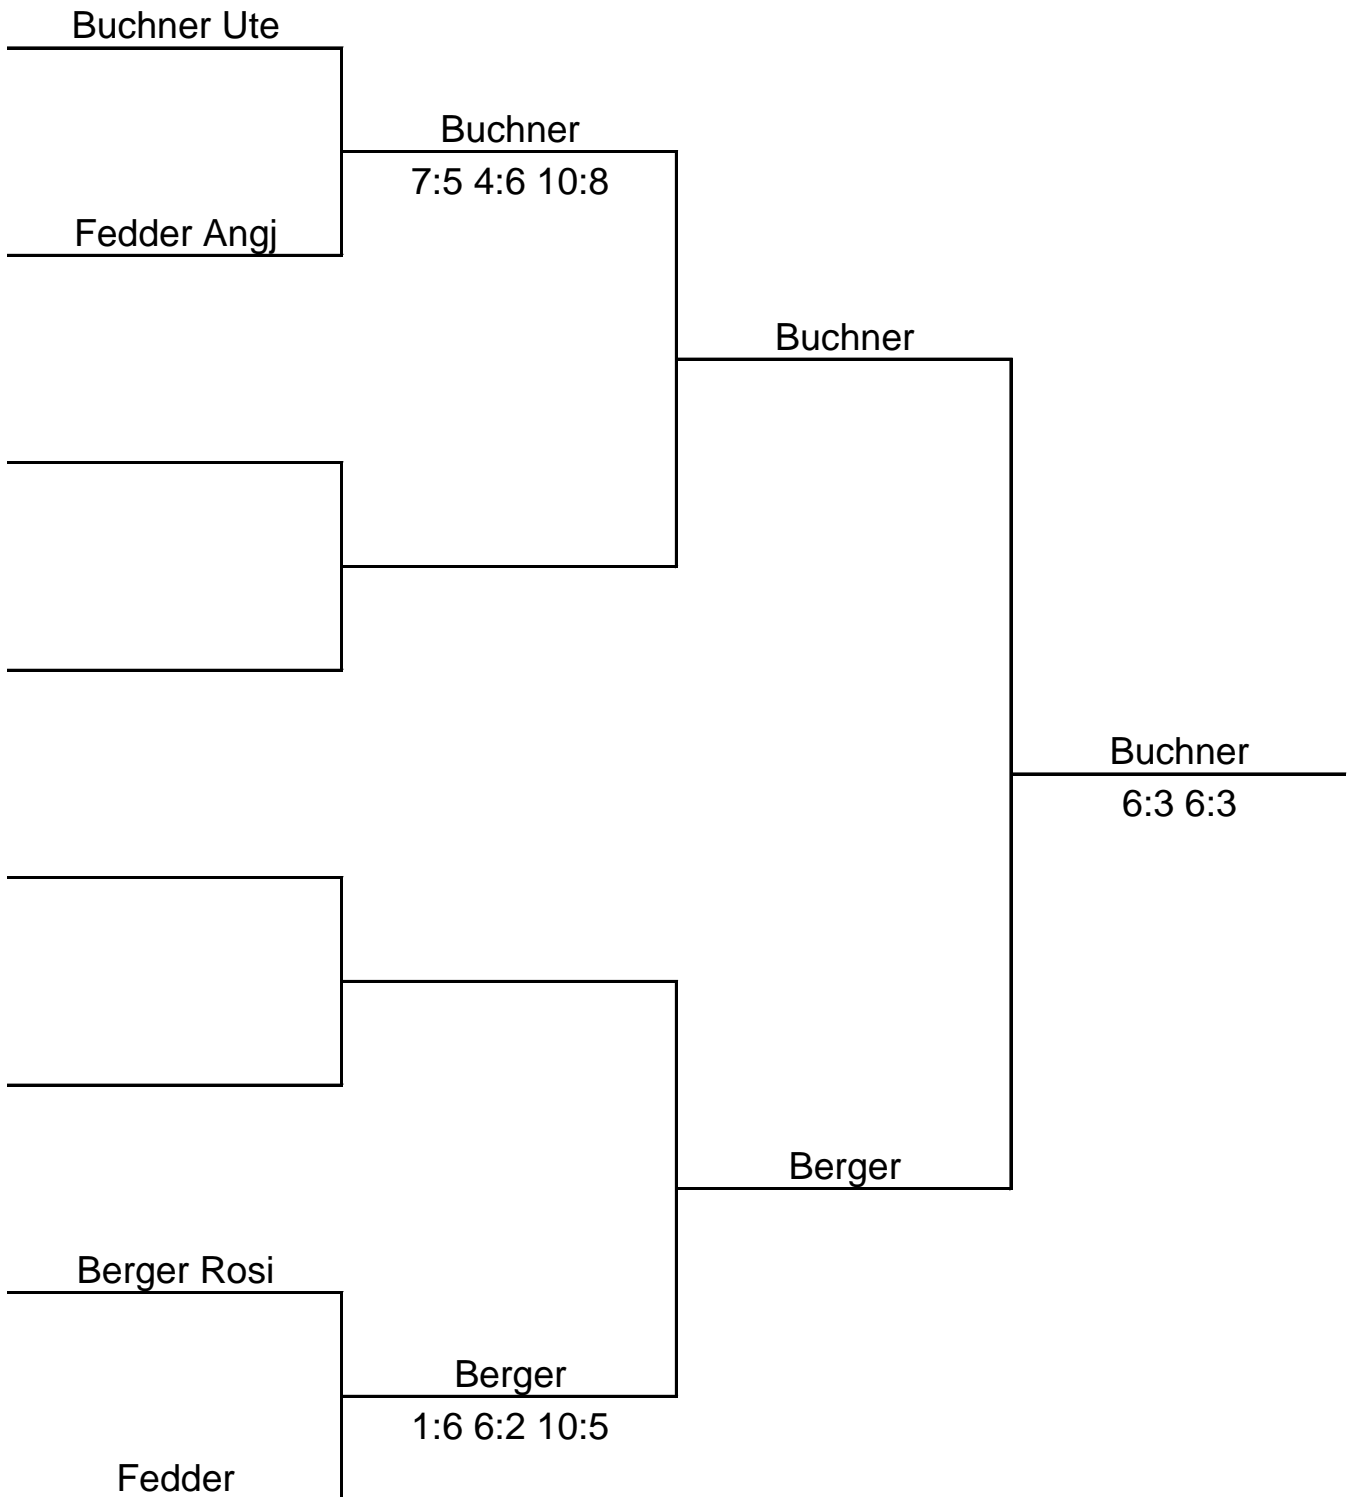 Buchner Ute
Buchner
7:5 4:6 10:8
Fedder Angj
Buchner
Buchner
6:3 6:3
Berger
Berger Rosi
Berger
1:6 6:2 10:5
Fedder